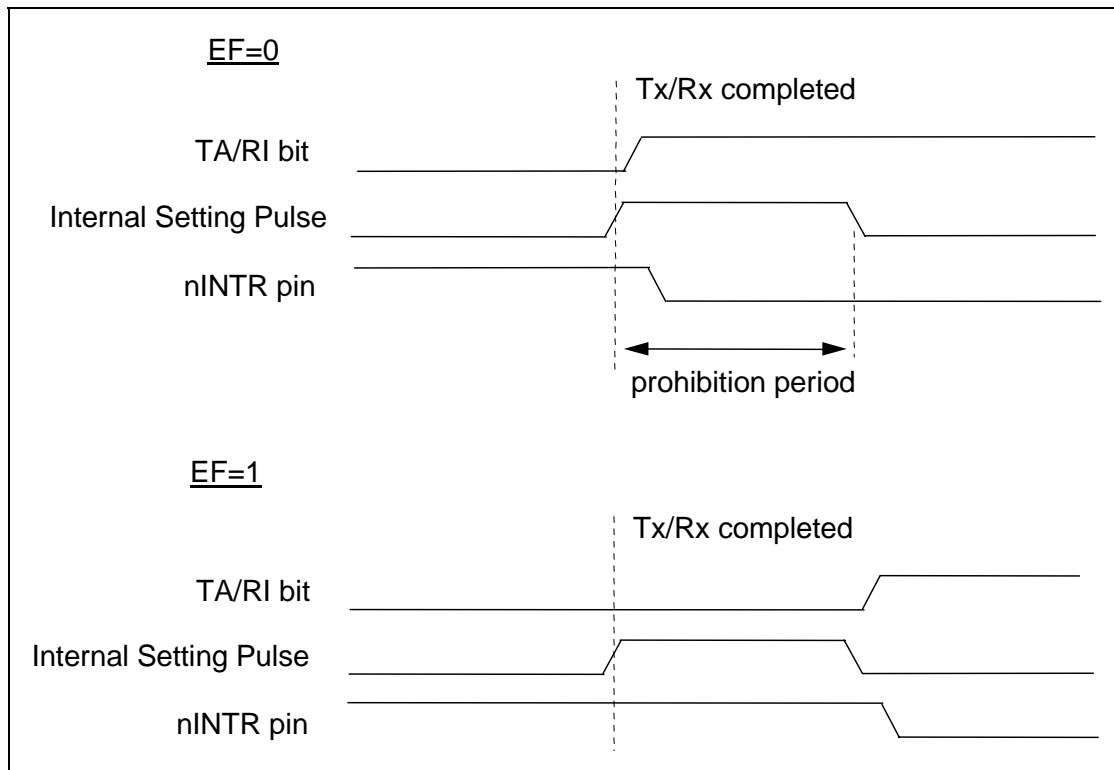 EF=0
Tx/Rx completed
TA/RI bit
Internal Setting Pulse
nINTR pin
prohibition period
EF=1
Tx/Rx completed
TA/RI bit
Internal Setting Pulse
nINTR pin